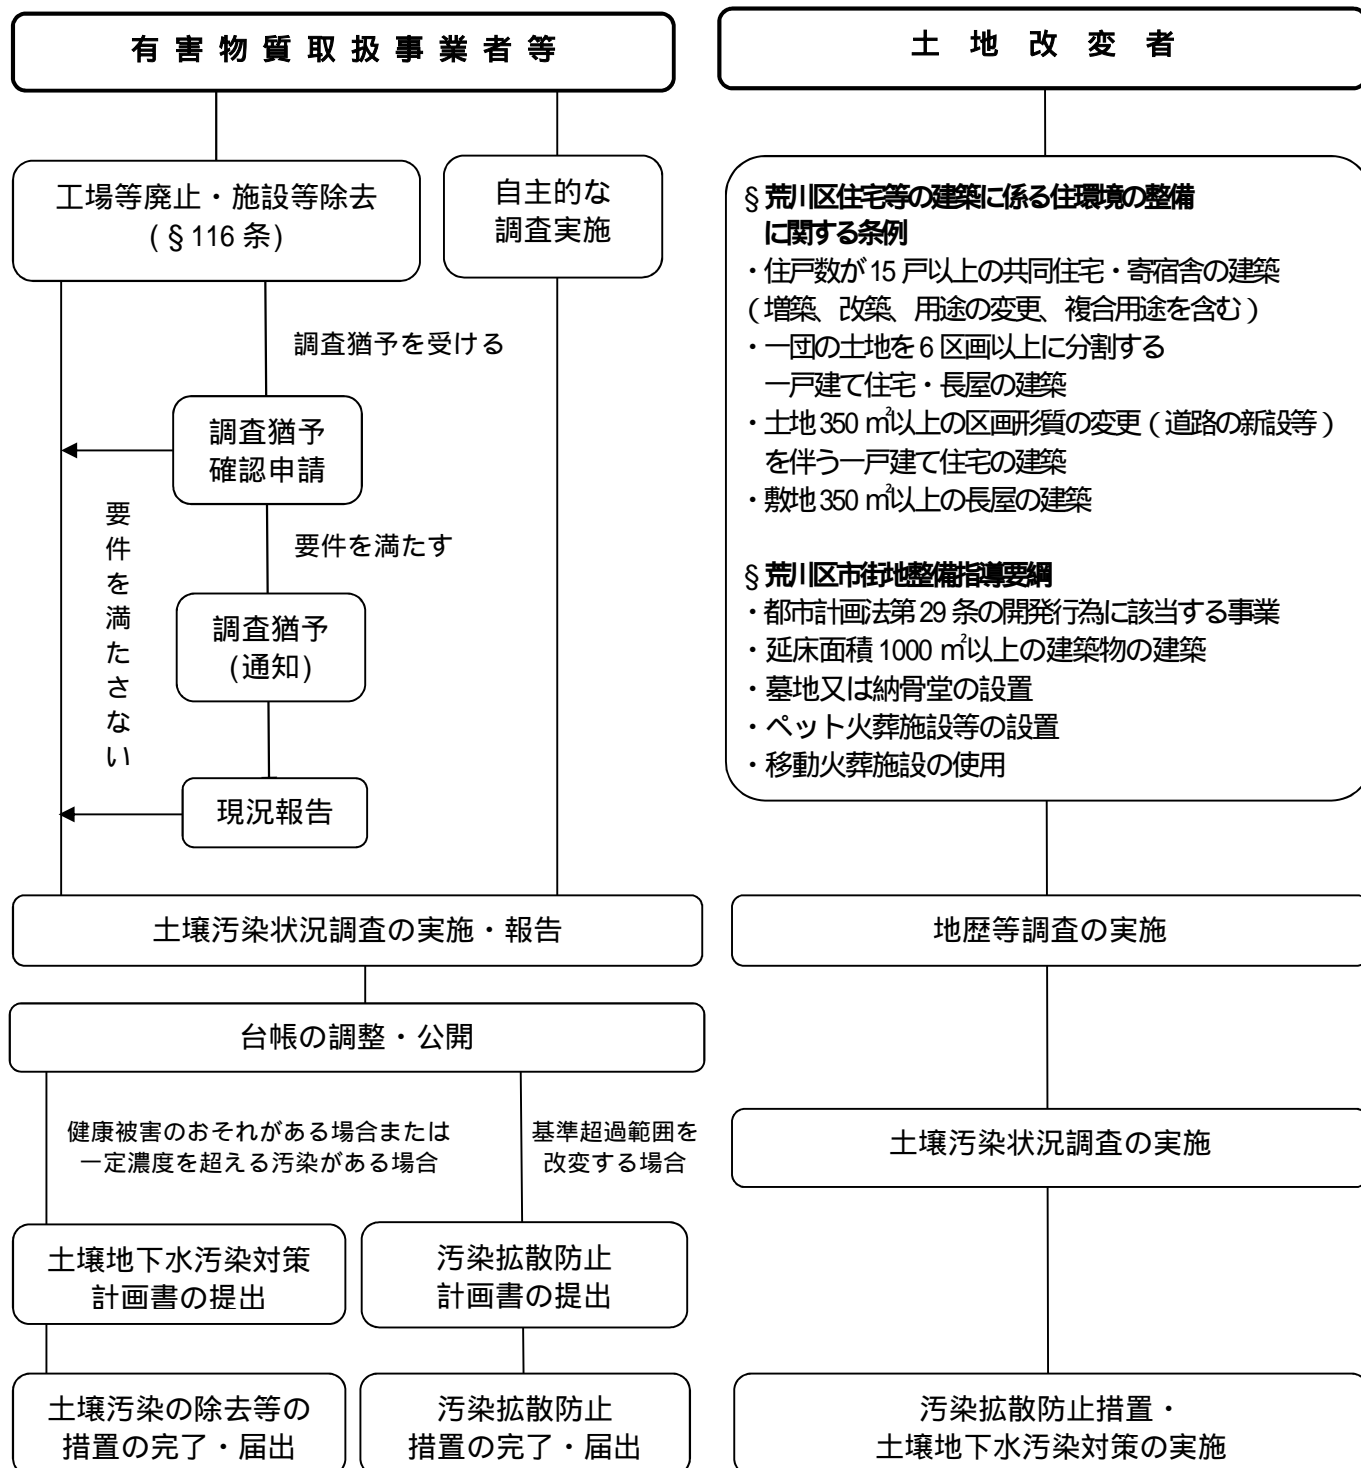 有害物質取扱事業者等
工場等廃止・施設等除去
(§116 条)
自主的な
調査実施
調査猶予を受ける
調査猶予
確認申請
要件を満たさない
要件を満たす
調査猶予
(通知)
現況報告
土壌汚染状況調査の実施・報告
台帳の調整・公開
健康被害のおそれがある場合または
一定濃度を超える汚染がある場合
基準超過範囲を
改変する場合
土壌地下水汚染対策
計画書の提出
汚染拡散防止
計画書の提出
土壌汚染の除去等の
措置の完了・届出
汚染拡散防止
措置の完了・届出
土地改変者
§荒川区住宅等の建築に係る住環境の整備
に関する条例
・住戸数が 15 戸以上の共同住宅・寄宿舎の建築
(増築、改築、用途の変更、複合用途を含む)
・一団の土地を 6 区画以上に分割する
一戸建て住宅・長屋の建築
・土地 350 ㎡以上の区画形質の変更(道路の新設等)
を伴う一戸建て住宅の建築
・敷地 350 ㎡以上の長屋の建築
§荒川区市街地整備指導要綱
・都市計画法第 29 条の開発行為に該当する事業
・延床面積 1000 ㎡以上の建築物の建築
・墓地又は納骨堂の設置
・ペット火葬施設等の設置
・移動火葬施設の使用
地歴等調査の実施
土壌汚染状況調査の実施
汚染拡散防止措置・
土壌地下水汚染対策の実施